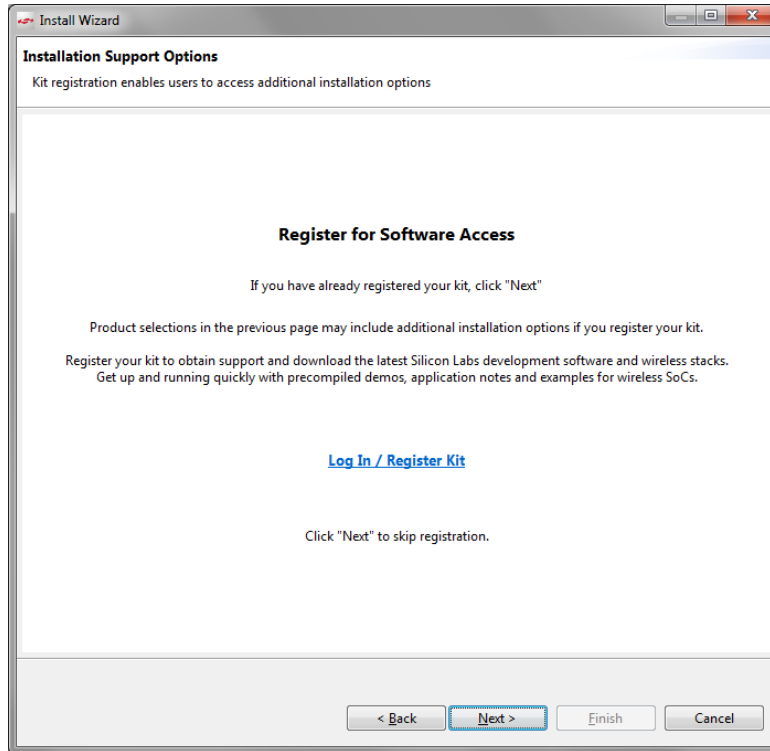 Install Wizard
Installation Support Options
Kit registration enables users to access additional installation options
Register for Software Access
If you have already registered your kit, click "Next"
Product selections in the previous page may include additional installation options if you register your kit.
Register your kit to obtain support and download the latest Silicon Labs development software and wireless stacks.
Get up and running quickly with precompiled demos, application notes and examples for wireless SoCs.
Log In / Register Kit
Click "Next" to skip registration.
< Back
Next >
Finish
Cancel